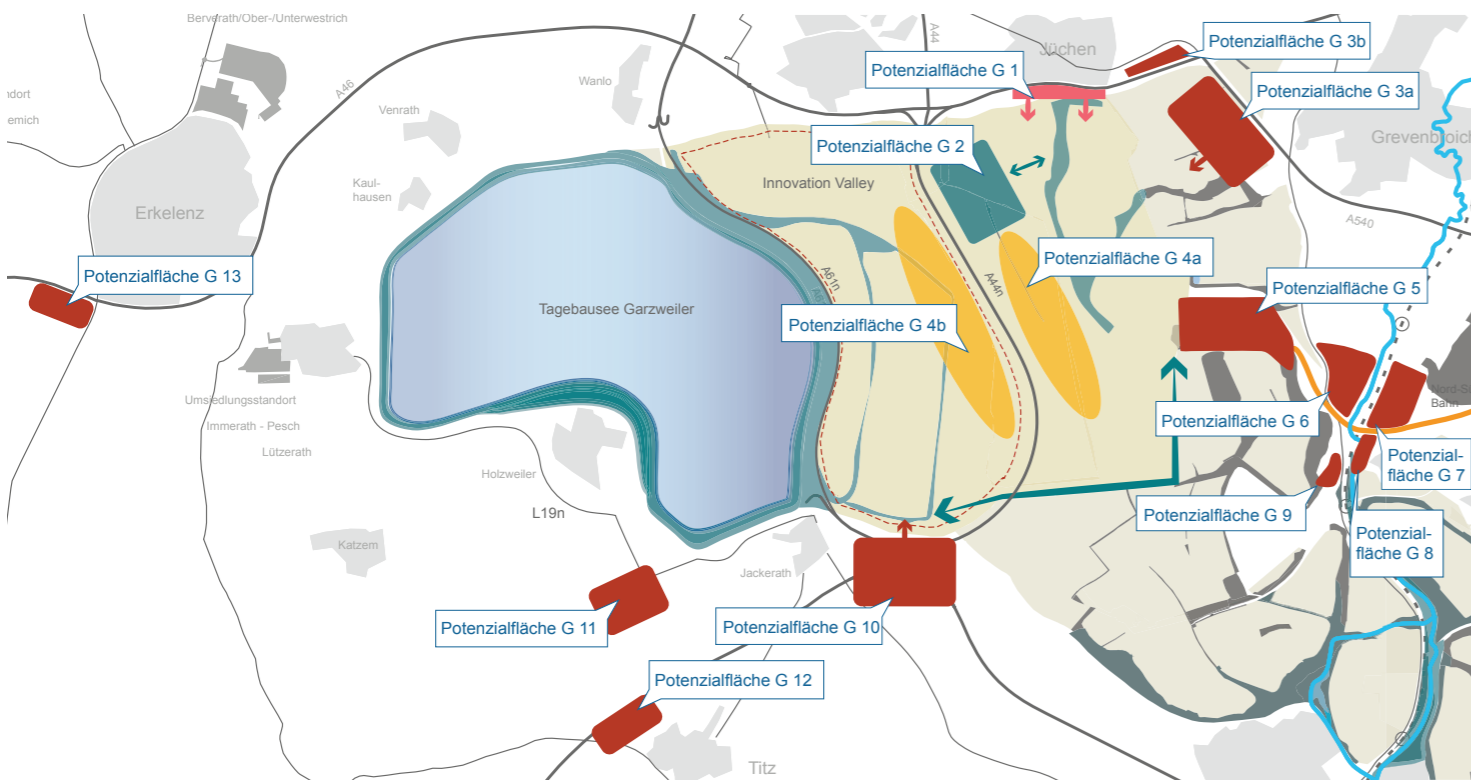 Berverath/Ober-/Unterwestrich
A46
Wanlo
A44
Jüchen
Potenzialfläche G 3b
Potenzialfläche G 1
Potenzialfläche G 3a
ndort
emich
Venrath
Grevenbroich
Potenzialfläche G 2
Innovation Valley
Kaul-
hausen
Erkelenz
A540
Potenzialfläche G 13
Potenzialfläche G 4a
A61n
A44n
Potenzialfläche G 5
Tagebausee Garzweiler
Potenzialfläche G 4b
Umsiedlungsstandort
Immerath - Pesch
Lützerath
Nord-Sü
Bahn
Potenzialfläche G 6
Potenzial-
fläche G 7
Holzweiler
L19n
Potenzialfläche G 9
Potenzial-
fläche G 8
Katzem
Jackerath
Potenzialfläche G 11
Potenzialfläche G 10
Potenzialfläche G 12
Titz